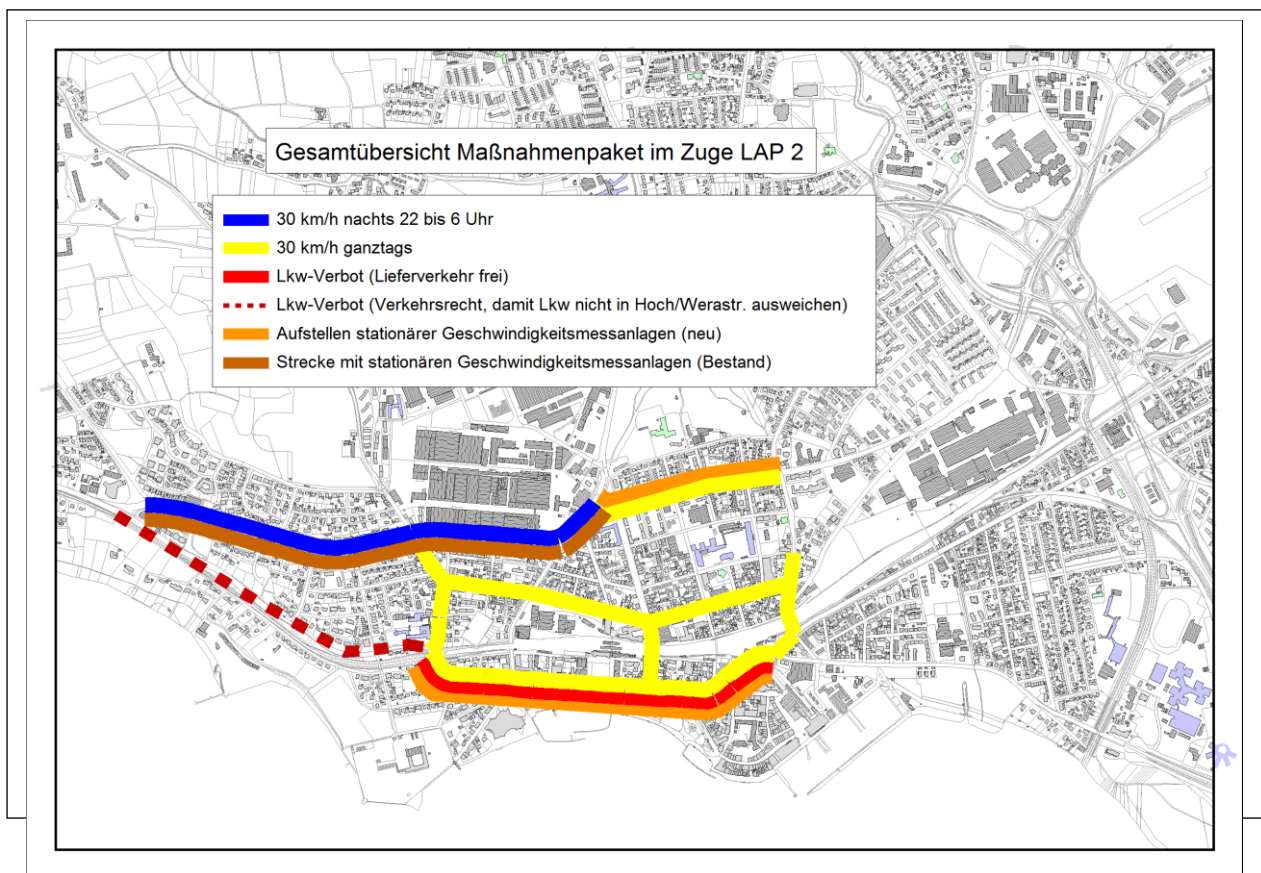 Gesamtübersicht Maßnahmenpaket im Zuge LAP 2
30 km/h nachts 22 bis 6 Uhr
30 km/h ganztags
Lkw-Verbot (Lieferverkehr frei)
Lkw-Verbot (Verkehrsrecht, damit Lkw nicht in Hoch/Werastr. ausweichen)
Aufstellen stationärer Geschwindigkeitsmessanlagen (neu)
Strecke mit stationären Geschwindigkeitsmessanlagen (Bestand)